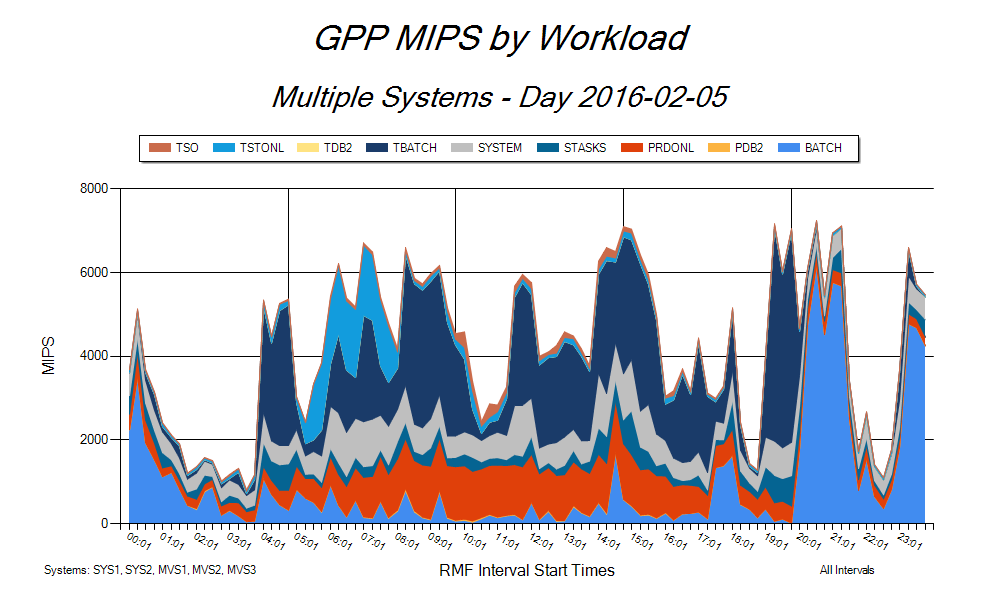 GPP MIPS by Workload
Multiple Systems - Day 2016-02-05
TSO TSTONL TDB2 TBATCH SYSTEM STASKS PRDONL PDB2 BATCH
8000
6000
4000
2000
0
MIPS
00:01 01:01 02:01 03:01 04:01 05:01 06:01 07:01 08:01 09:01 10:01 11:01 12:01 13:01 14:01 15:01 16:01 17:01 18:01 19:01 20:01 21:01 22:01 23:01
Systems: SYS1, SYS2, MVS1, MVS2, MVS3
RMF Interval Start Times
All Intervals